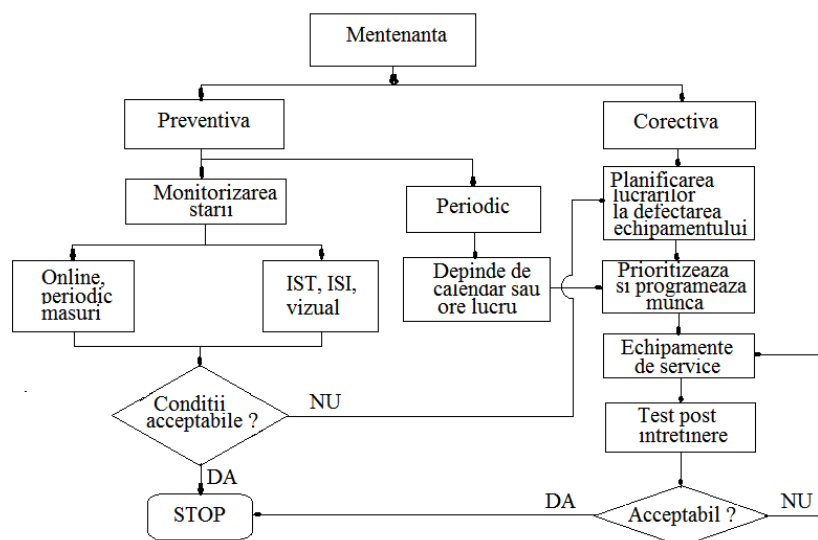 Mentenanta
Preventiva
Corectiva
Monitorizarea
starii
Periodic
Planificarea
lucrarilor
la defectarea
echipamentului
Online,
periodic
masuri
IST, ISI,
vizual
Depinde de
calendar sau
ore lucru
Prioritizeaza
si programeaza
munca
Echipamente
de service
Conditii
acceptabile ?
NU
Test post
intretinere
DA
STOP
DA
Acceptabil ?
NU